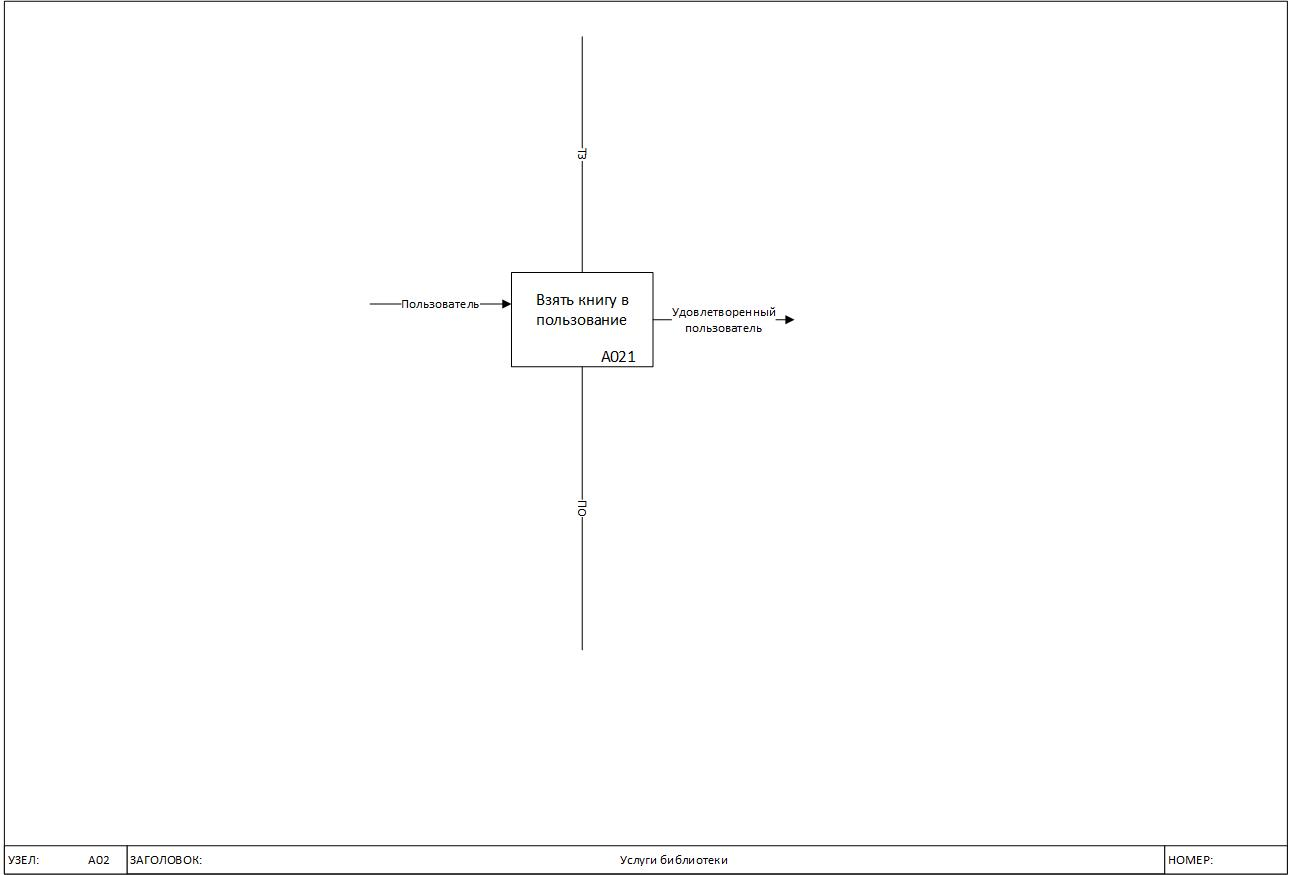 ТЗ
Взять книгу в
пользование
Пользователь
Удовлетворенный
пользователь
A021
ПО
УЗЕЛ: A02 ЗАГОЛОВОК: Услуги библиотеки НОМЕР: